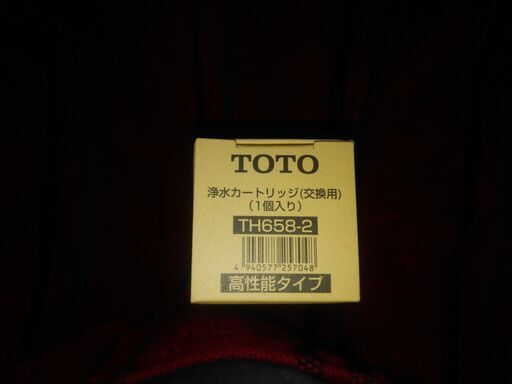 TOTO
浄水カートリッジ(交換用)
(1個入り)
TH658-2
4 940577 257048
高性能タイプ